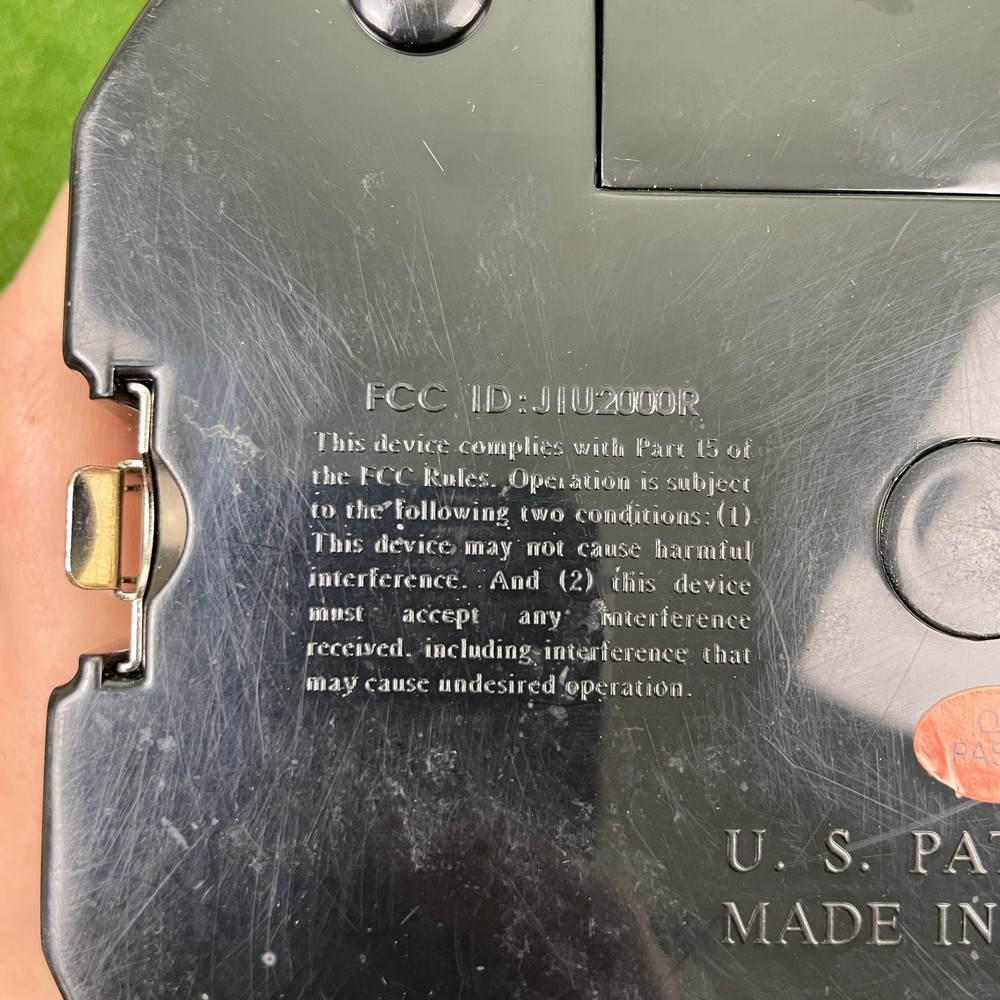 FCC ID:JIU2000R
This device complies with Part 15 of
the FCC Rules. Operation is subject
to the following two conditions: (1)
This device may not cause harmful
interference. And (2) this device
must accept any interference
received. including interference that
may cause undesired operation.
PAS
U. S. PAT
MADE IN